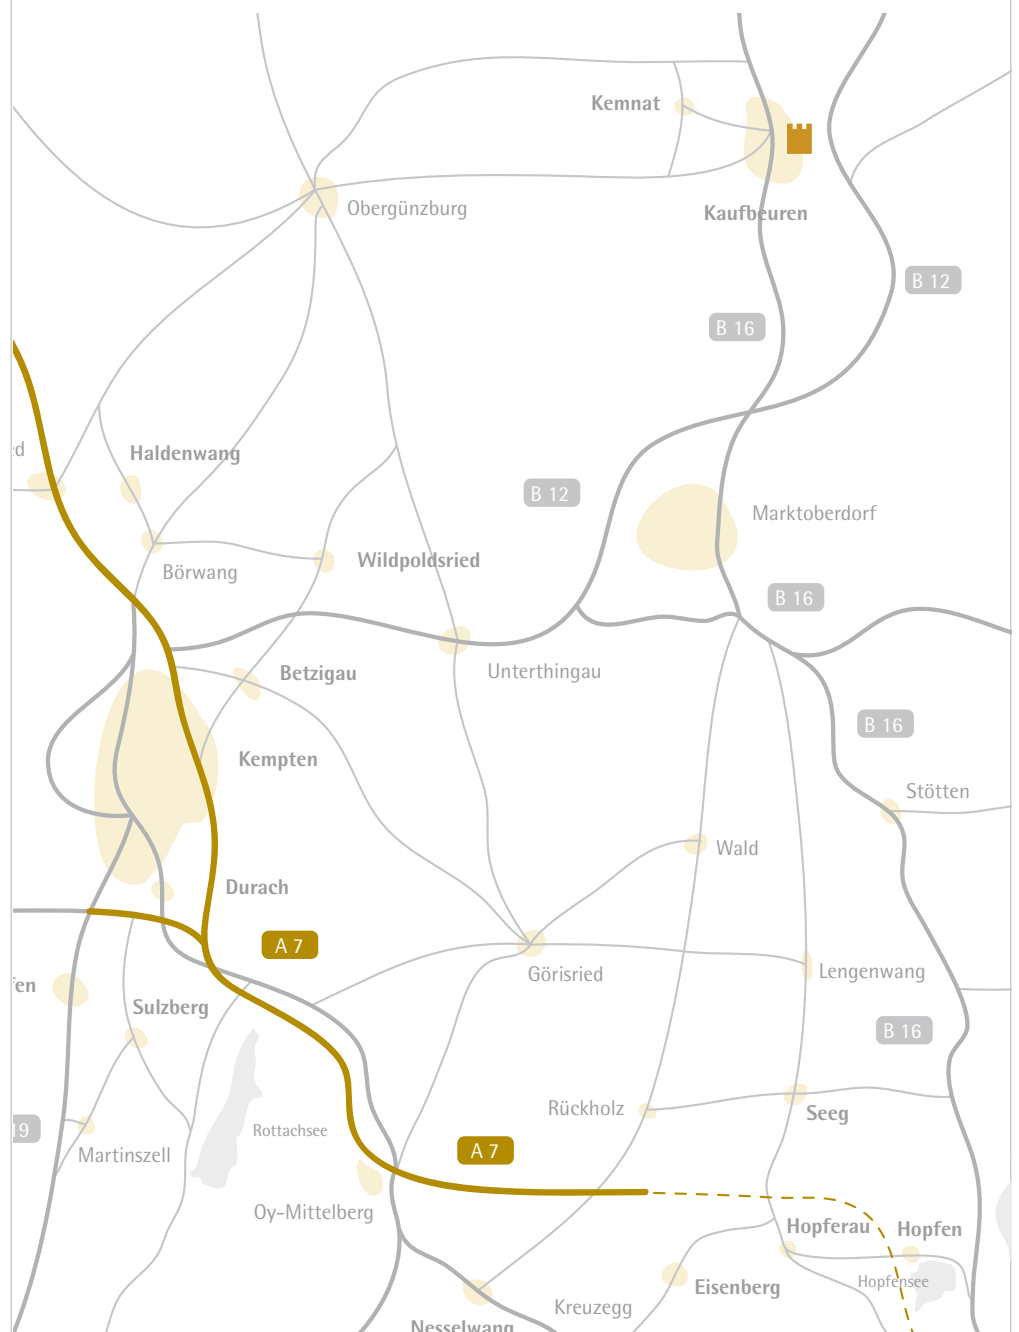 Kemnat
Obergünzburg
Kaufbeuren
B 12
B 16
Haldenwang
B 12
Marktoberdorf
Wildpoldsried
Börwang
B 16
Betzigau
Unterthingau
B 16
Kempten
Stötten
Wald
Durach
A 7
Görisried
Lengenwang
Sulzberg
B 16
Rückholz
Seeg
19
Rottachsee
A 7
Martinszell
Oy-Mittelberg
Hopferau
Hopfen
Hopfensee
Eisenberg
Kreuzegg
Nesselwang